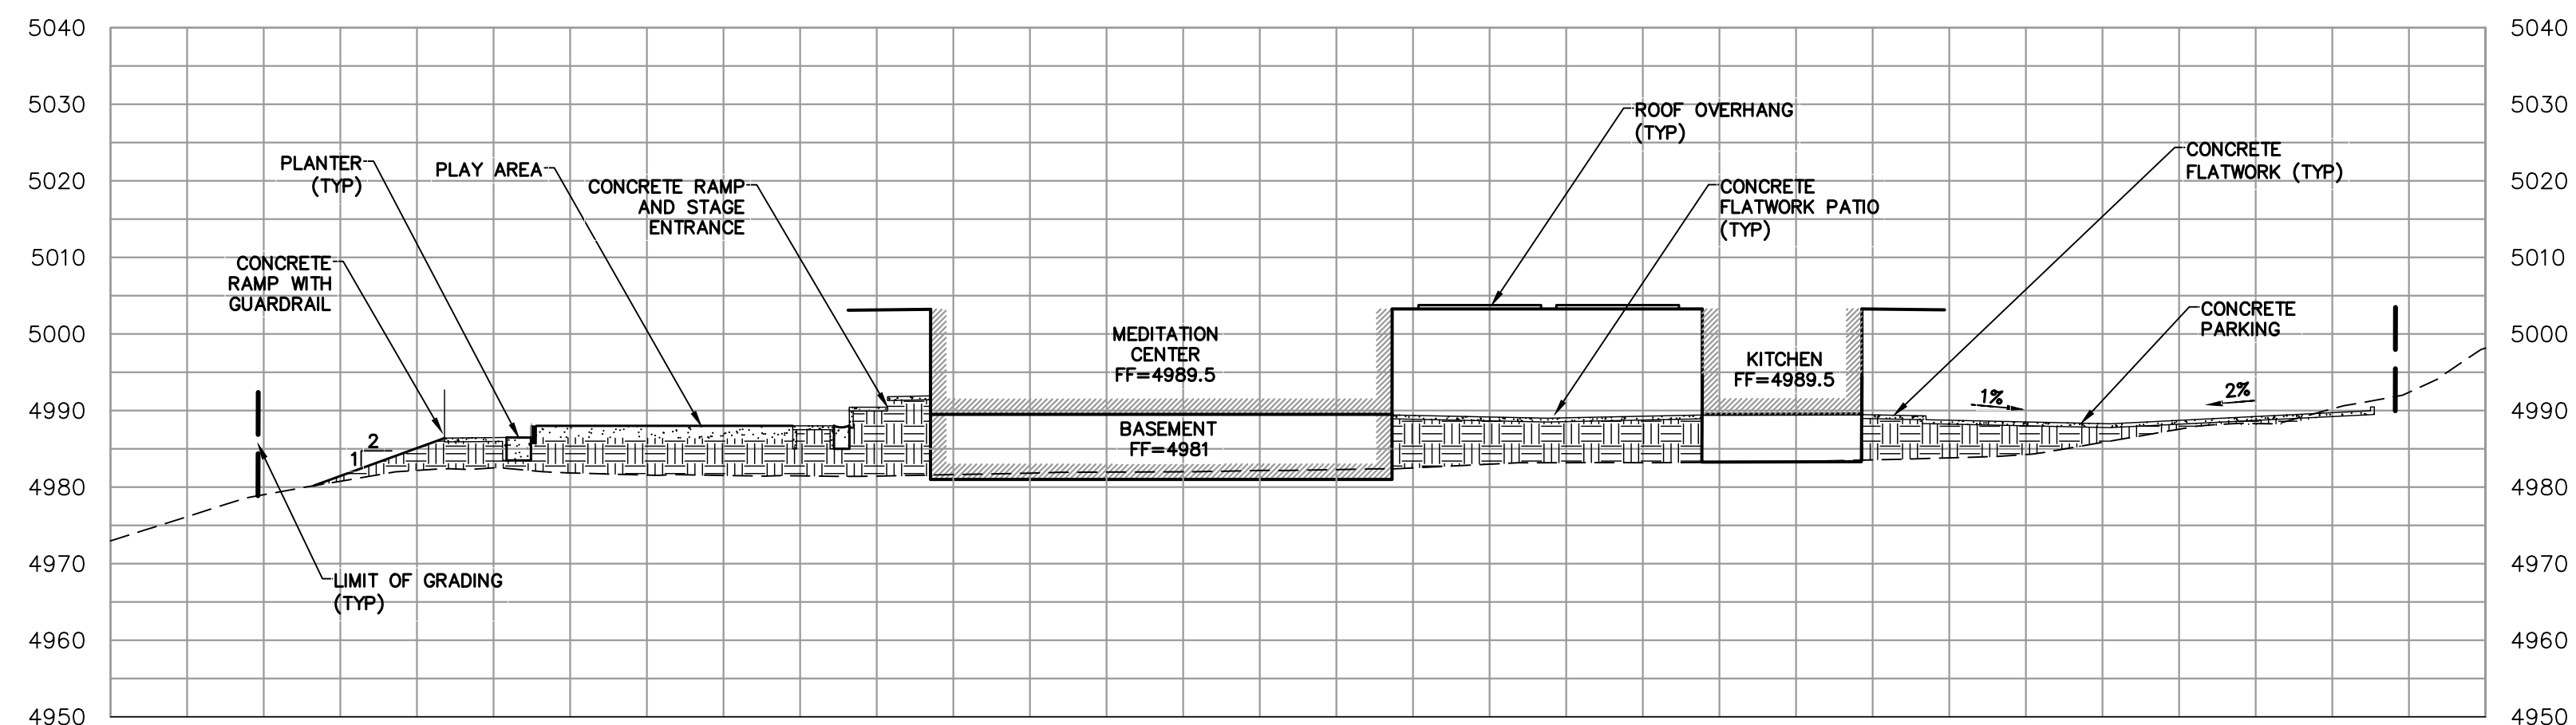 5040 5040
5030 5030
ROOF OVERHANG
(TYP)
CONCRETE
FLATWORK (TYP)
PLANTER
(TYP)
PLAY AREA
5020 5020
CONCRETE RAMP
AND STAGE
ENTRANCE
CONCRETE
FLATWORK PATIO
(TYP)
5010 5010
CONCRETE
RAMP WITH
GUARDRAIL
CONCRETE
PARKING
5000 5000
MEDITATION
CENTER
FF=4989.5
KITCHEN
FF=4989.5
1%
2%
4990 4990
BASEMENT
FF=4981
2
1
4980 4980
4970 4970
LIMIT OF GRADING
(TYP)
4960 4960
4950 4950